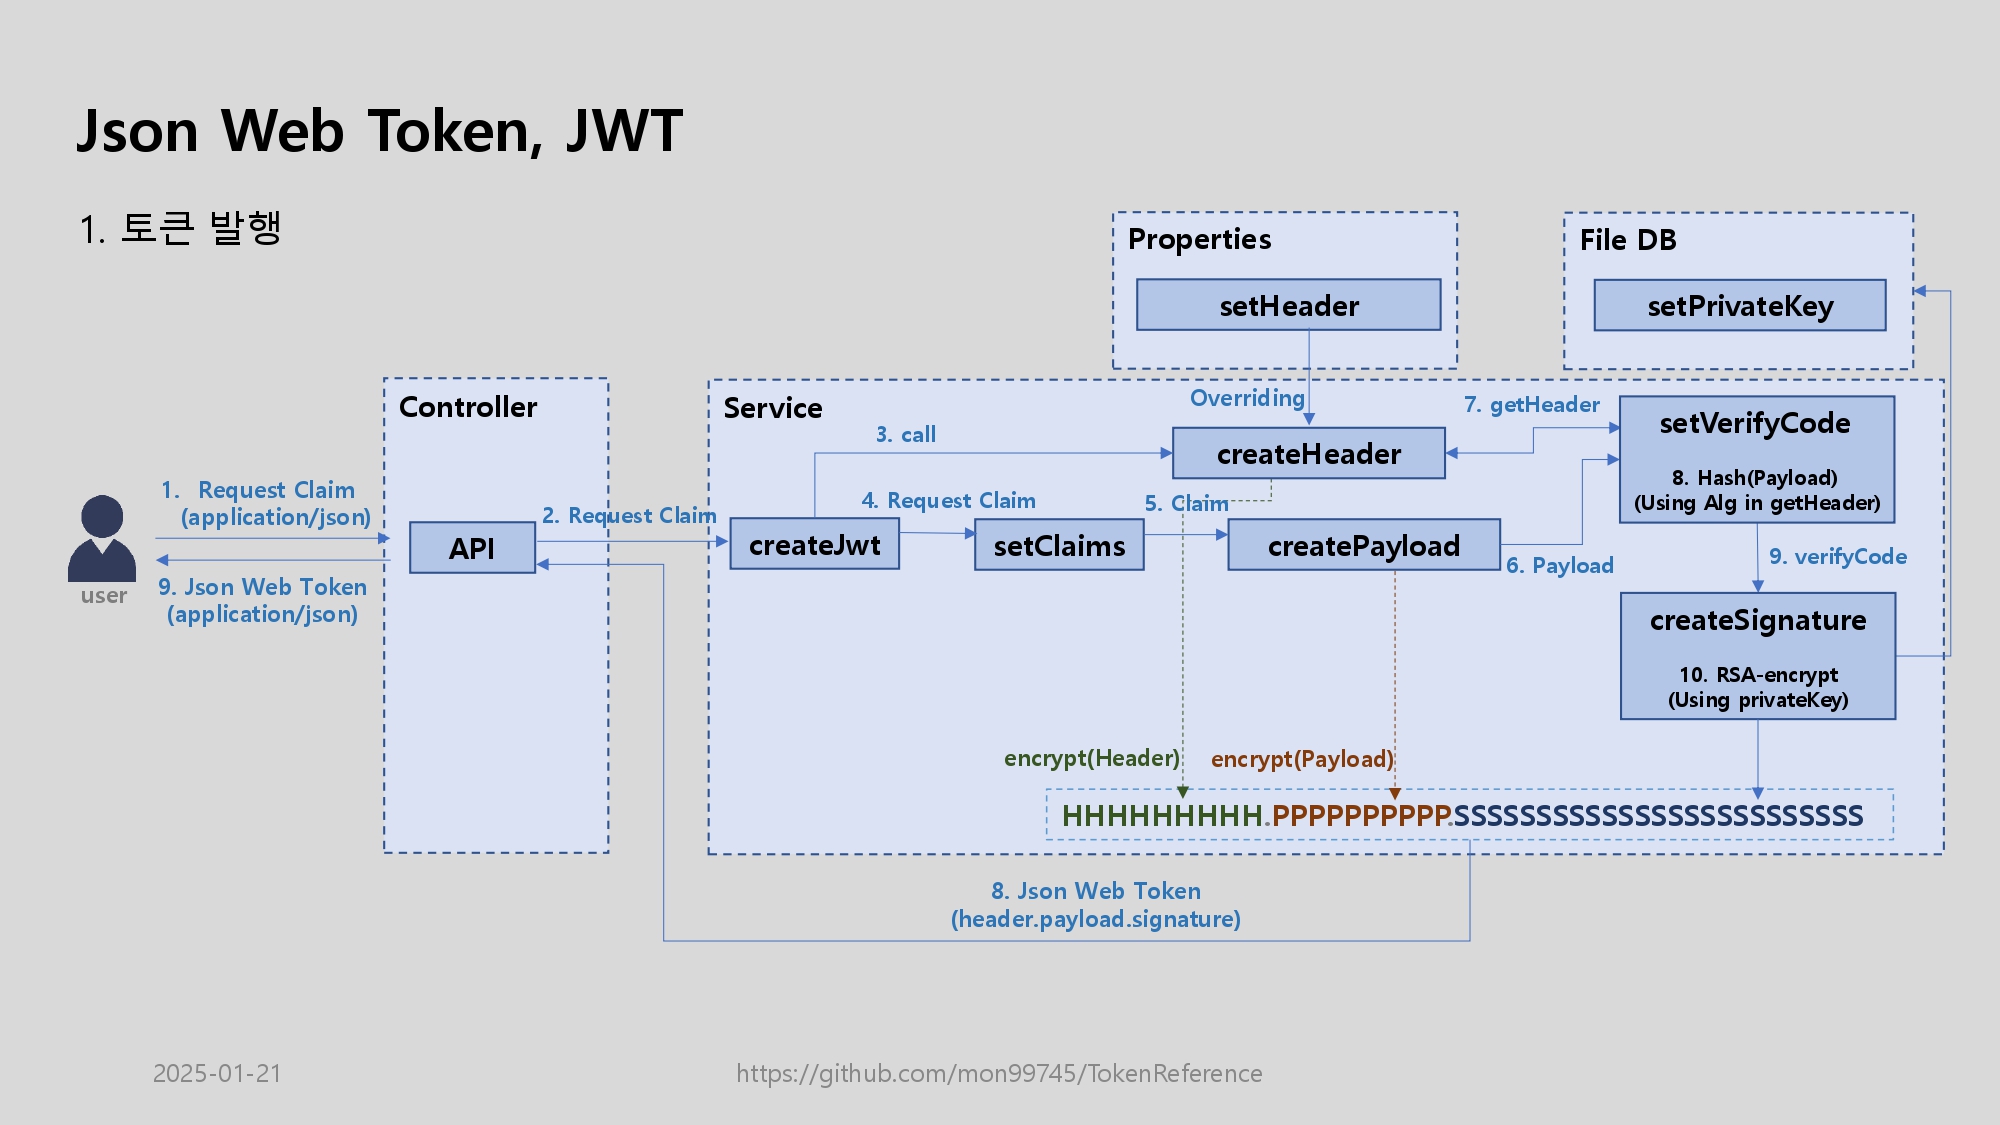 Json Web Token, JWT
1. 토큰 발행
Properties
setHeader
File DB
setPrivateKey
Controller
API
Service
Overriding
3. call
createHeader
7. getHeader
setVerifyCode
8. Hash(Payload)
(Using Alg in getHeader)
1. Request Claim
(application/json)
2. Request Claim
createJwt
4. Request Claim
setClaims
5. Claim
createPayload
6. Payload
9. verifyCode
user
9. Json Web Token
(application/json)
createSignature
10. RSA-encrypt
(Using privateKey)
encrypt(Header)
encrypt(Payload)
HHHHHHHHH.PPPPPPPPPP.SSSSSSSSSSSSSSSSSSSSSSSSS
8. Json Web Token
(header.payload.signature)
2025-01-21
https://github.com/mon99745/TokenReference